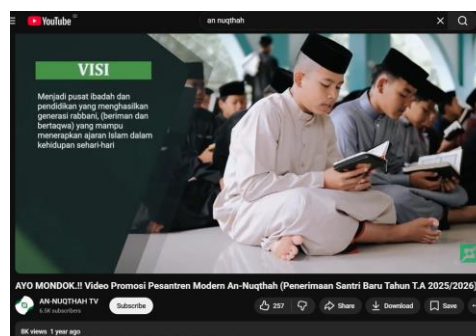 YouTube
an nuqthah
VISI
Menjadi pusat ibadah dan
pendidikan yang menghasilkan
generasi rabbani, (beriman dan
bertaqwa) yang mampu
menerapkan ajaran Islam dalam
kehidupan sehari-hari
AYO MONDOK.!! Video Promosi Pesantren Modern An-Nuqthah (Penerimaan Santri Baru Tahun T.A 2025/2026)
AN-NUQTHAH TV
6.5K subscribers
Subscribe
257
Share
Download
Save
8K views 1 year ago